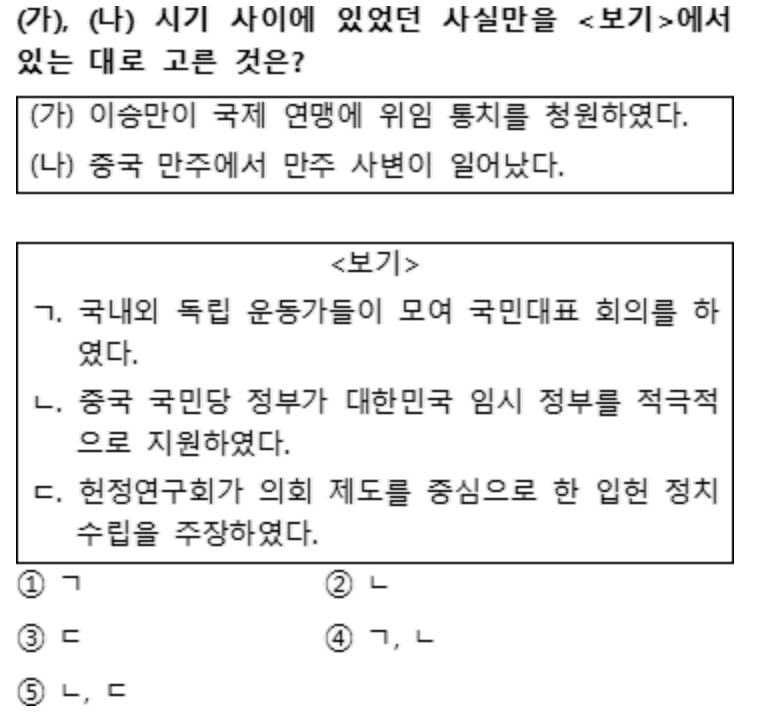 (가), (나) 시기 사이에 있었던 사실만을 <보기>에서
있는 대로 고른 것은?
(가) 이승만이 국제 연맹에 위임 통치를 청원하였다.
(나) 중국 만주에서 만주 사변이 일어났다.
<보기>
ㄱ. 국내외 독립 운동가들이 모여 국민대표 회의를 하
였다.
ㄴ. 중국 국민당 정부가 대한민국 임시 정부를 적극적
으로 지원하였다.
ㄷ. 헌정연구회가 의회 제도를 중심으로 한 입헌 정치
수립을 주장하였다.
① ㄱ ② ㄴ
③ ㄷ ④ ㄱ, ㄴ
⑤ ㄴ, ㄷ